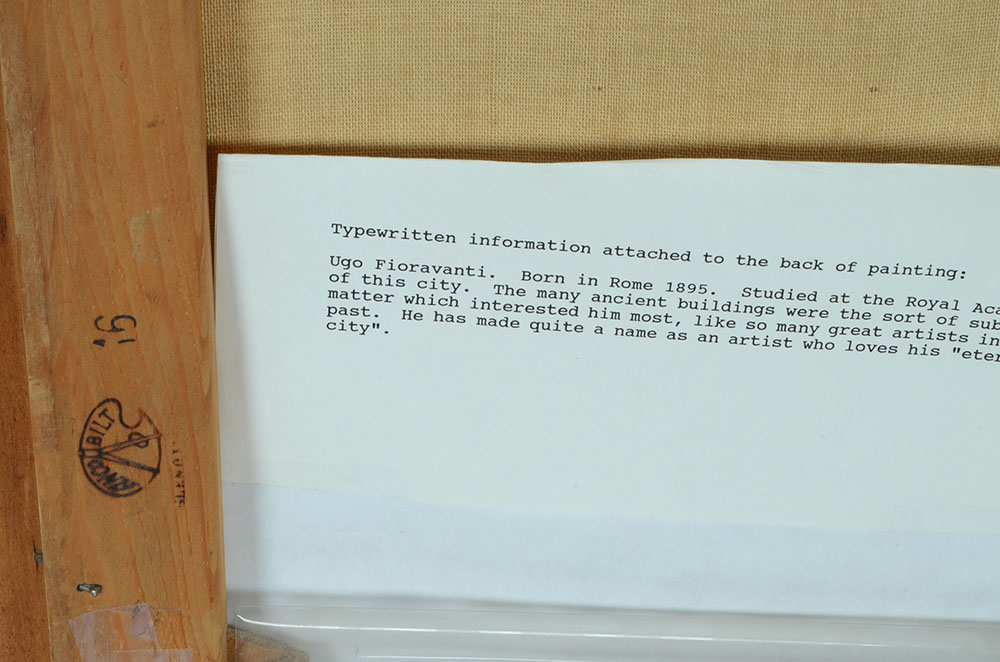 Typewritten information attached to the back of painting:
Ugo Fioravanti. Born in Rome 1895. Studied at the Royal Aca
of this city. The many ancient buildings were the sort of sub
matter which interested him most, like so many great artists in
past. He has made quite a name as an artist who loves his "eter
city".
16"
BILT